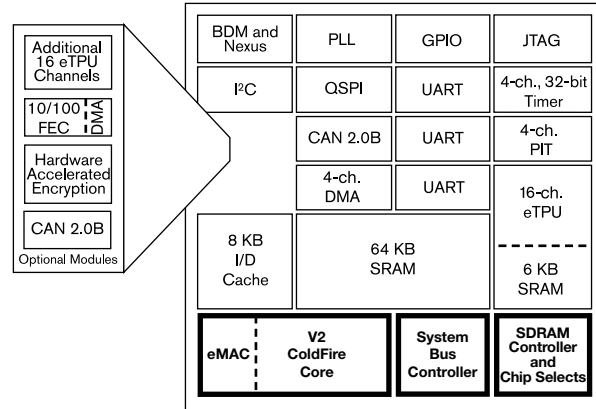 Additional
16 eTPU
Channels
10/100
FEC
DMA
Hardware
Accelerated
Encryption
CAN 2.0B
Optional Modules
BDM and
Nexus
PLL
GPIO
JTAG
I²C
QSPI
UART
4-ch., 32-bit
Timer
CAN 2.0B
UART
4-ch.
PIT
4-ch.
DMA
UART
16-ch.
eTPU
8 KB
I/D
Cache
64 KB
SRAM
6 KB
SRAM
eMAC
V2
ColdFire
Core
System
Bus
Controller
SDRAM
Controller
and
Chip Selects